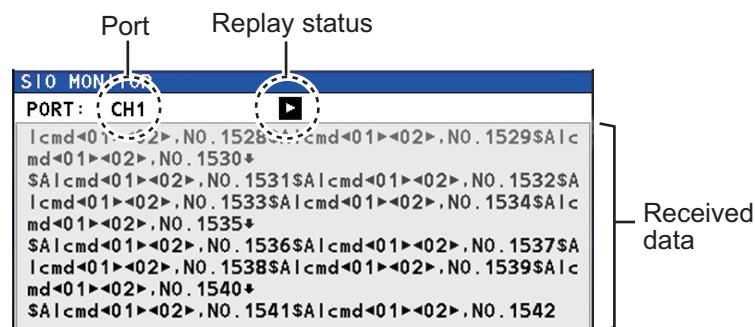 Port
Replay status
SIO MONITOR
PORT: CH1
lcmd◂01▸◂02▸,NO.1528$Alcmd◂01▸◂02▸,NO.1529$Alc
md◂01▸◂02▸,NO.1530↓
$Alcmd◂01▸◂02▸,NO.1531$Alcmd◂01▸◂02▸,NO.1532$A
lcmd◂01▸◂02▸,NO.1533$Alcmd◂01▸◂02▸,NO.1534$Alc
md◂01▸◂02▸,NO.1535↓
$Alcmd◂01▸◂02▸,NO.1536$Alcmd◂01▸◂02▸,NO.1537$A
lcmd◂01▸◂02▸,NO.1538$Alcmd◂01▸◂02▸,NO.1539$Alc
md◂01▸◂02▸,NO.1540↓
$Alcmd◂01▸◂02▸,NO.1541$Alcmd◂01▸◂02▸,NO.1542
Received
data